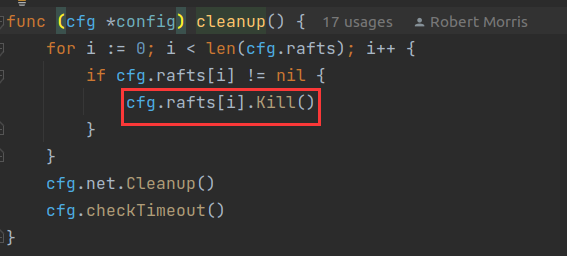 func (cfg *config) cleanup() { 17 usages Robert Morris
    for i := 0; i < len(cfg.rafts); i++ {
        if cfg.rafts[i] != nil {
            cfg.rafts[i].Kill()
        }
    }
    cfg.net.Cleanup()
    cfg.checkTimeout()
}